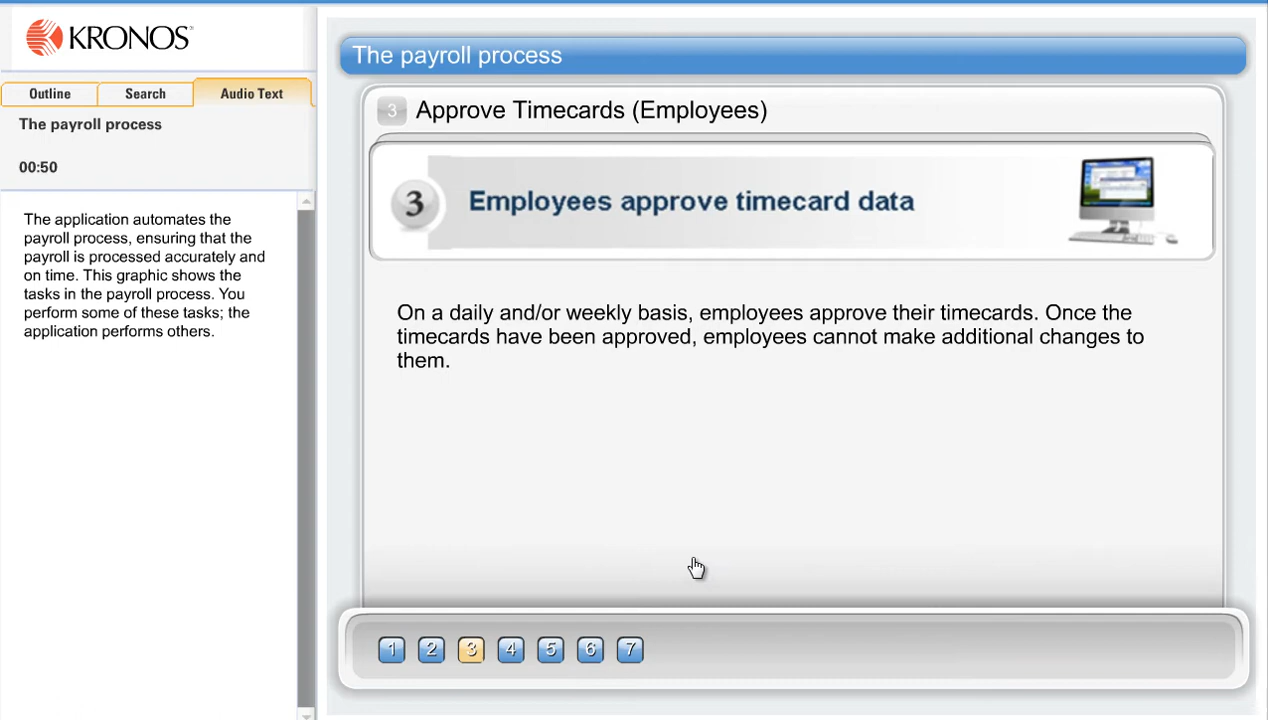 KRONOS
Outline
Search
Audio Text
The payroll process
00:50
The application automates the
payroll process, ensuring that the
payroll is processed accurately and
on time. This graphic shows the
tasks in the payroll process. You
perform some of these tasks; the
application performs others.
The payroll process
3 Approve Timecards (Employees)
3 Employees approve timecard data
On a daily and/or weekly basis, employees approve their timecards. Once the
timecards have been approved, employees cannot make additional changes to
them.
1 2 3 4 5 6 7